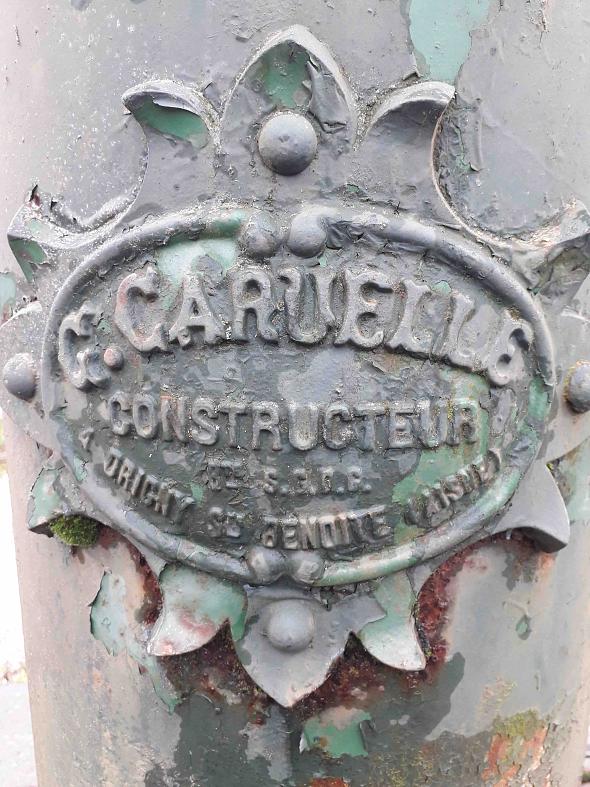 C. CARUELLE
CONSTRUCTEUR
S.G.D.G.
A ORIGNY STE BENOITE (AISNE)